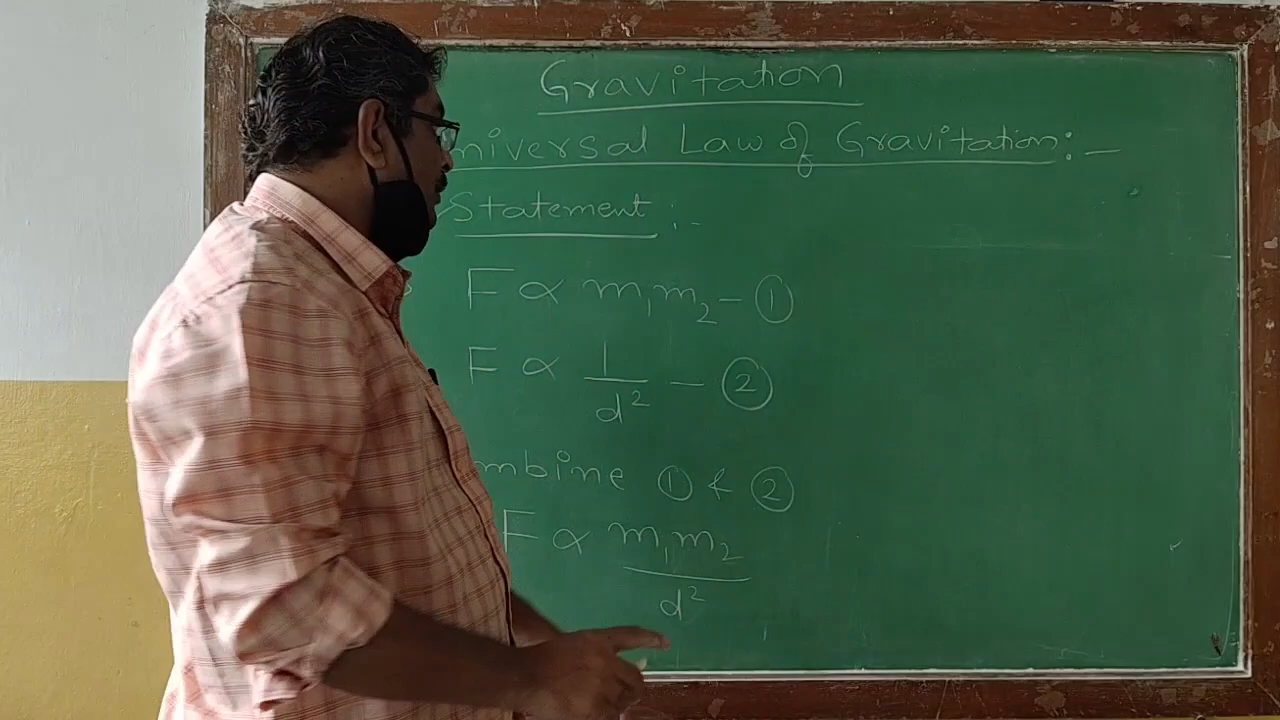 Gravitation
niversal Law of Gravitation:-
Statement:-
F ∝ m₁m₂ - ①
F ∝ 1/d² - ②
mbine ① & ②
F ∝ m₁m₂/d²